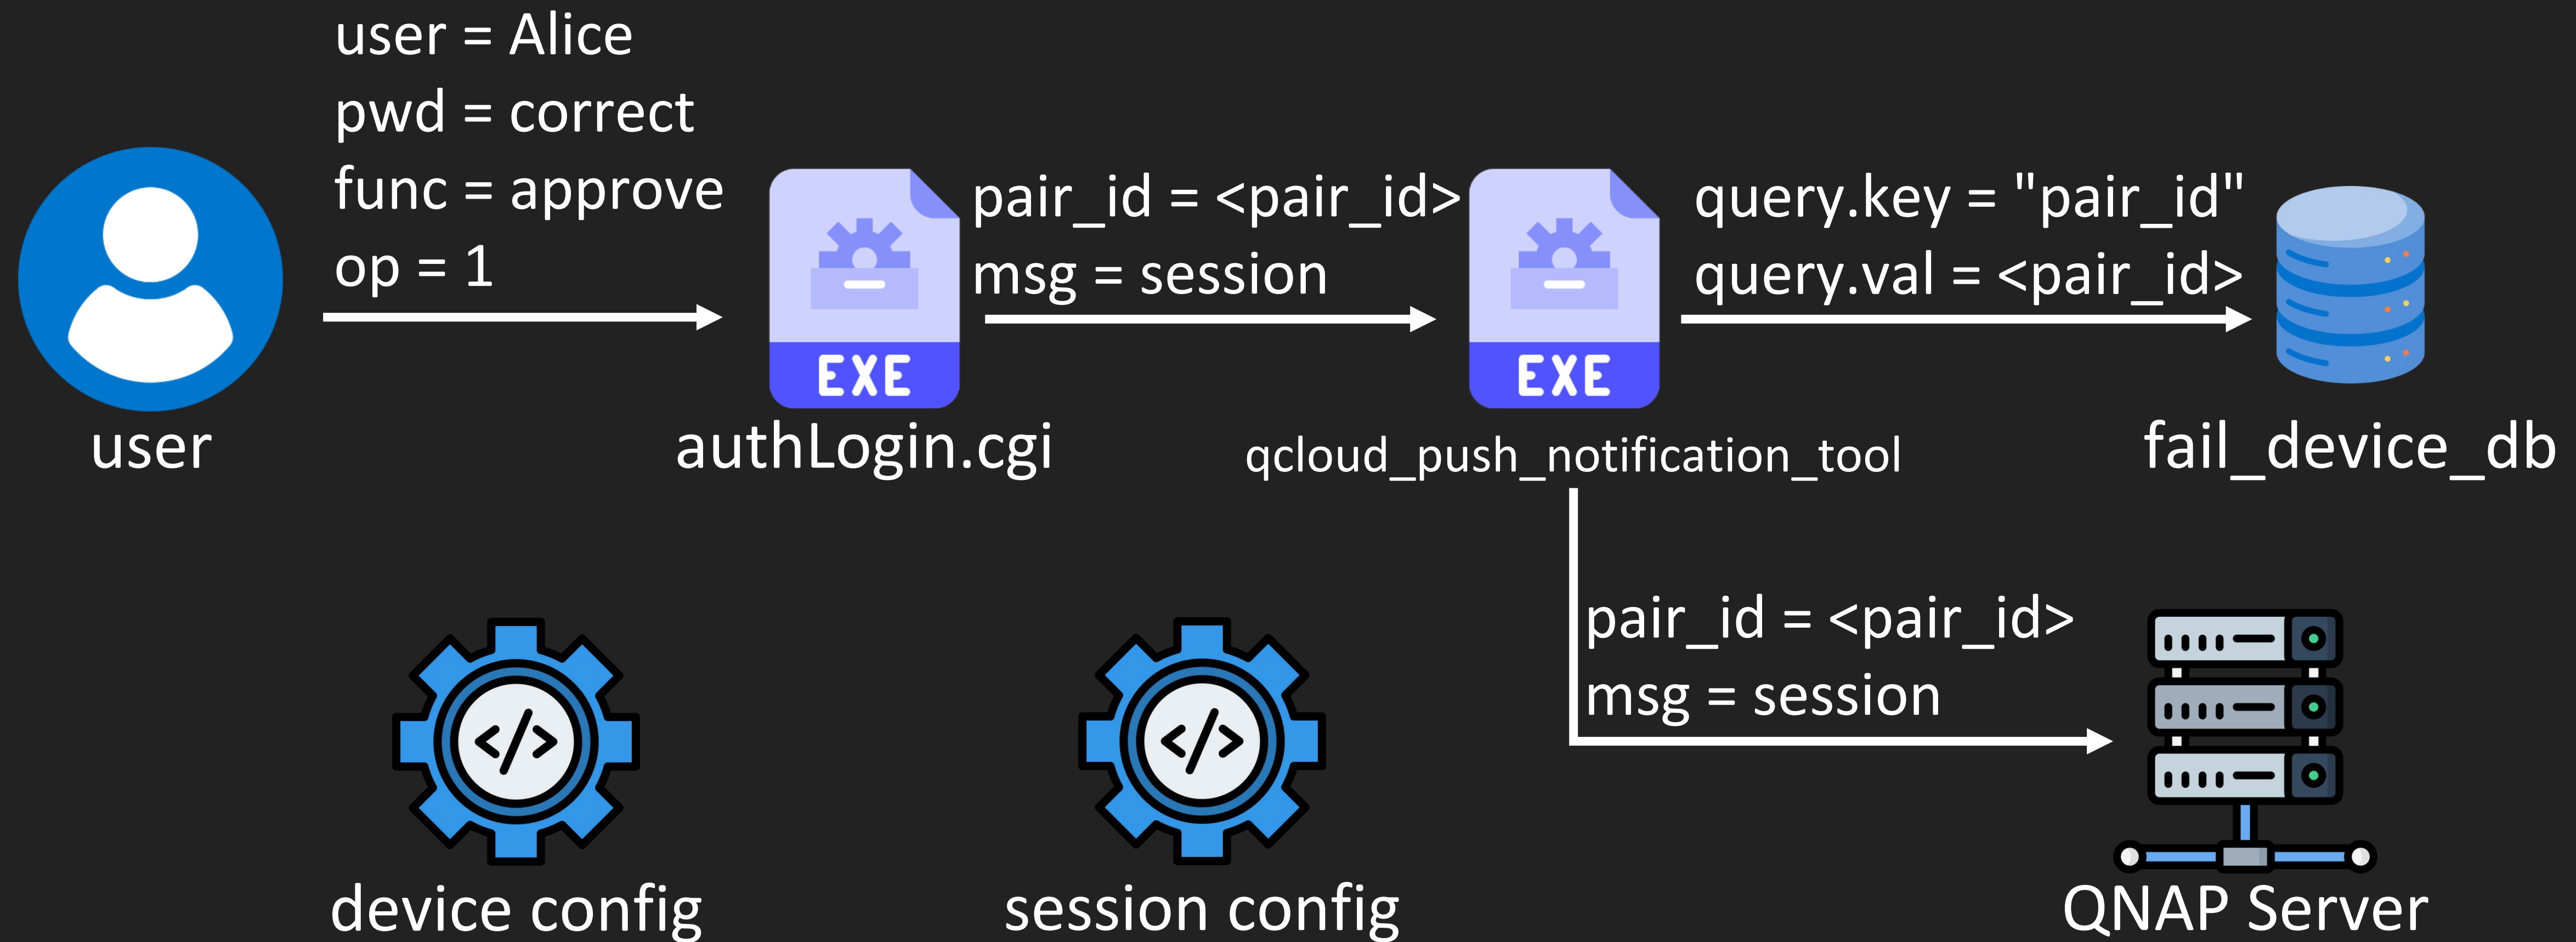 user = Alice
pwd = correct
func = approve
op = 1
pair_id = <pair_id>
msg = session
query.key = "pair_id"
query.val = <pair_id>
EXE
EXE
user
authLogin.cgi
qcloud_push_notification_tool
fail_device_db
pair_id = <pair_id>
msg = session
</>
</>
device config
session config
QNAP Server